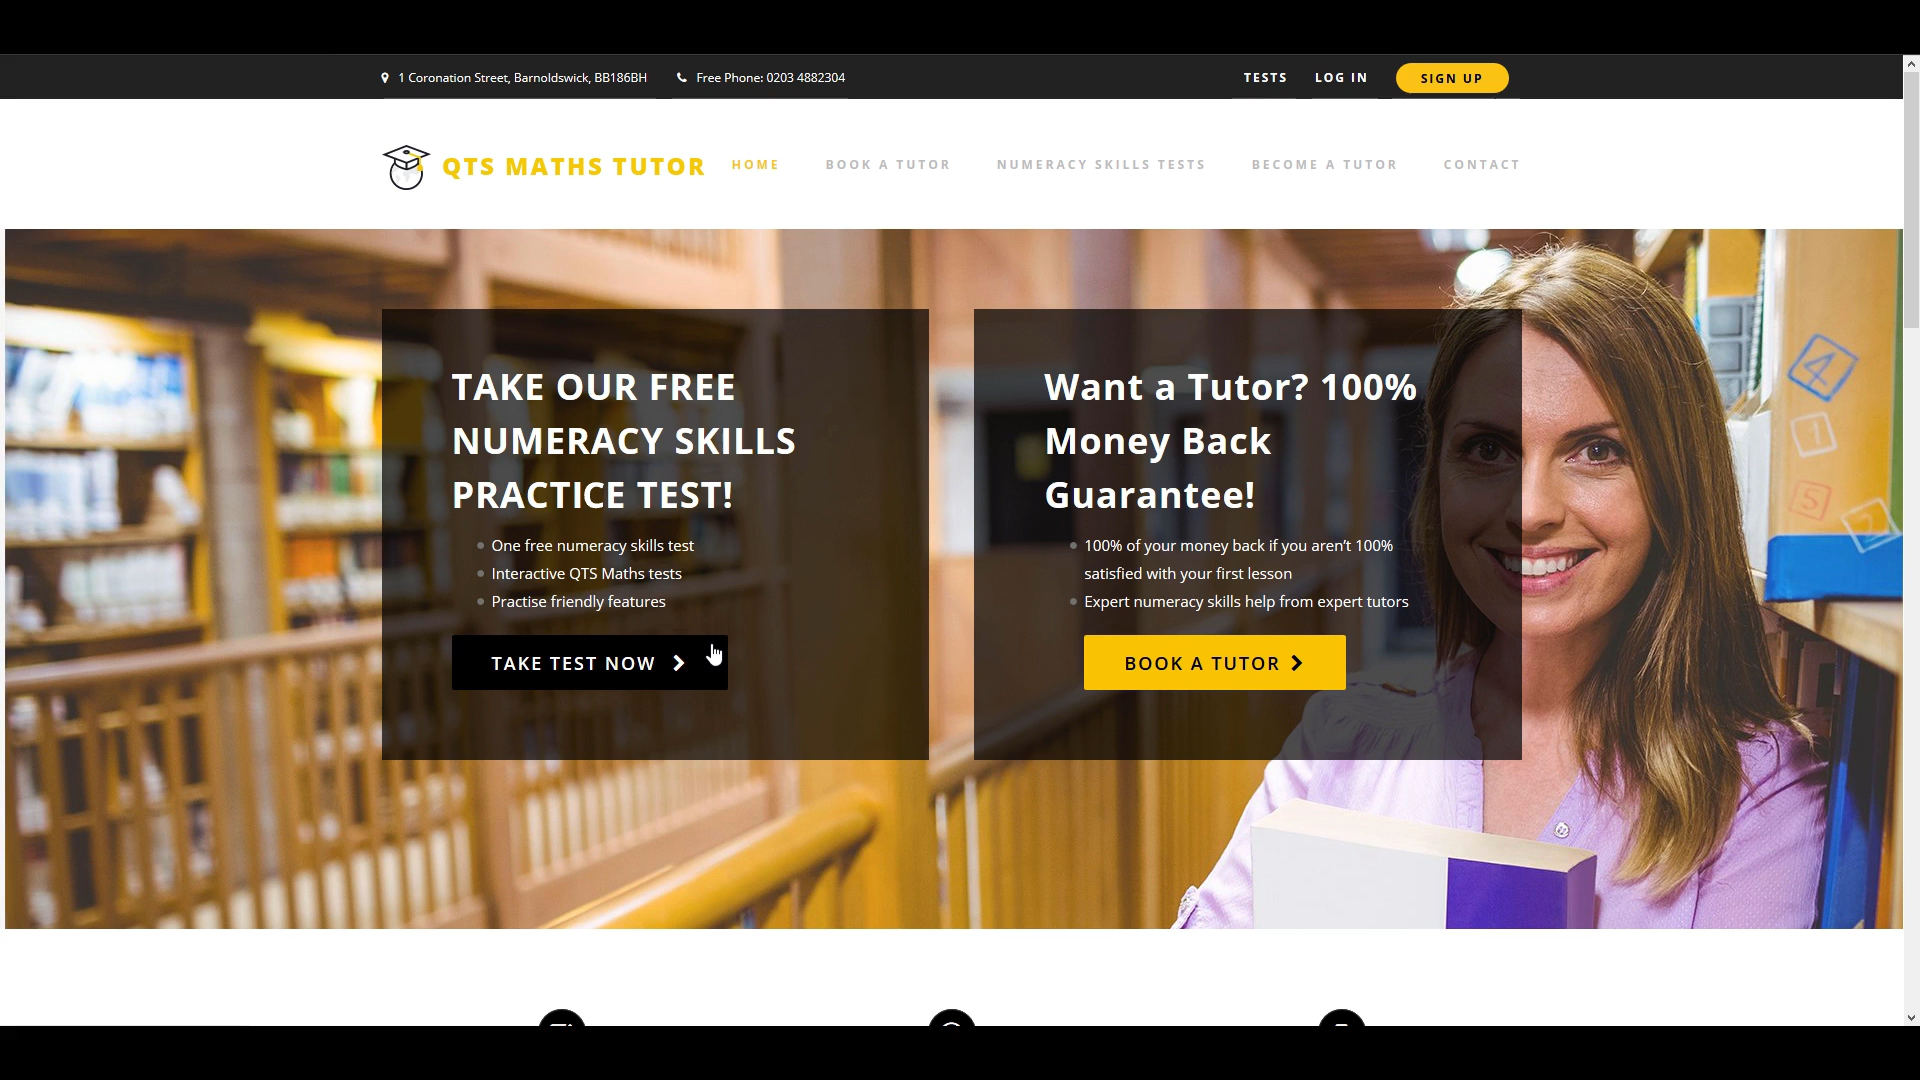 1 Coronation Street, Barnoldswick, BB186BH
Free Phone: 0203 4882304
TESTS
LOG IN
SIGN UP
QTS MATHS TUTOR
HOME
BOOK A TUTOR
NUMERACY SKILLS TESTS
BECOME A TUTOR
CONTACT
TAKE OUR FREE
NUMERACY SKILLS
PRACTICE TEST!
One free numeracy skills test
Interactive QTS Maths tests
Practise friendly features
TAKE TEST NOW
Want a Tutor? 100%
Money Back
Guarantee!
100% of your money back if you aren’t 100%
satisfied with your first lesson
Expert numeracy skills help from expert tutors
BOOK A TUTOR
4
1
5
2